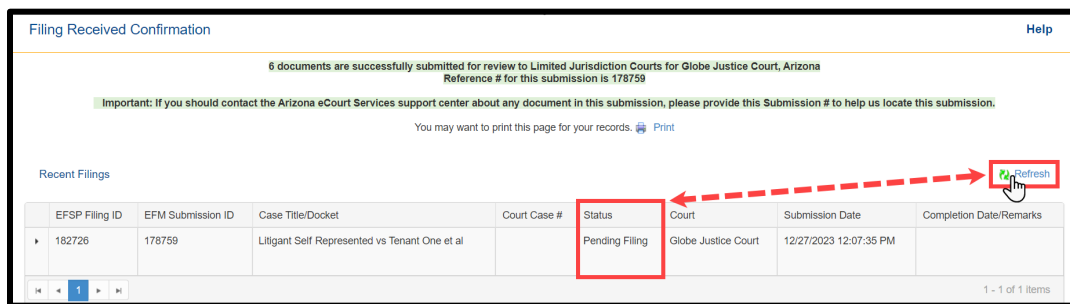 Filing Received Confirmation
Help
6 documents are successfully submitted for review to Limited Jurisdiction Courts for Globe Justice Court, Arizona
Reference # for this submission is 178759
Important: If you should contact the Arizona eCourt Services support center about any document in this submission, please provide this Submission # to help us locate this submission.
You may want to print this page for your records. Print
Recent Filings
Refresh
EFSP Filing ID EFM Submission ID Case Title/Docket Court Case # Status Court Submission Date Completion Date/Remarks
182726 178759 Litigant Self Represented vs Tenant One et al Pending Filing Globe Justice Court 12/27/2023 12:07:35 PM
1 1 - 1 of 1 items